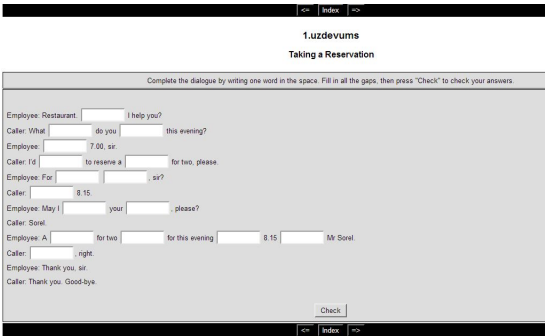 <= Index =>
1.uzdevums
Taking a Reservation
Complete the dialogue by writing one word in the space. Fill in all the gaps, then press "Check" to check your answers.
Employee: Restaurant. I help you?
Caller: What do you this evening?
Employee: 7.00, sir.
Caller: I'd to reserve a for two, please.
Employee: For , sir?
Caller: 8.15.
Employee: May I your , please?
Caller: Sorel.
Employee: A for two for this evening 8.15 Mr Sorel.
Caller: , right.
Employee: Thank you, sir.
Caller: Thank you. Good-bye.
Check
<= Index =>